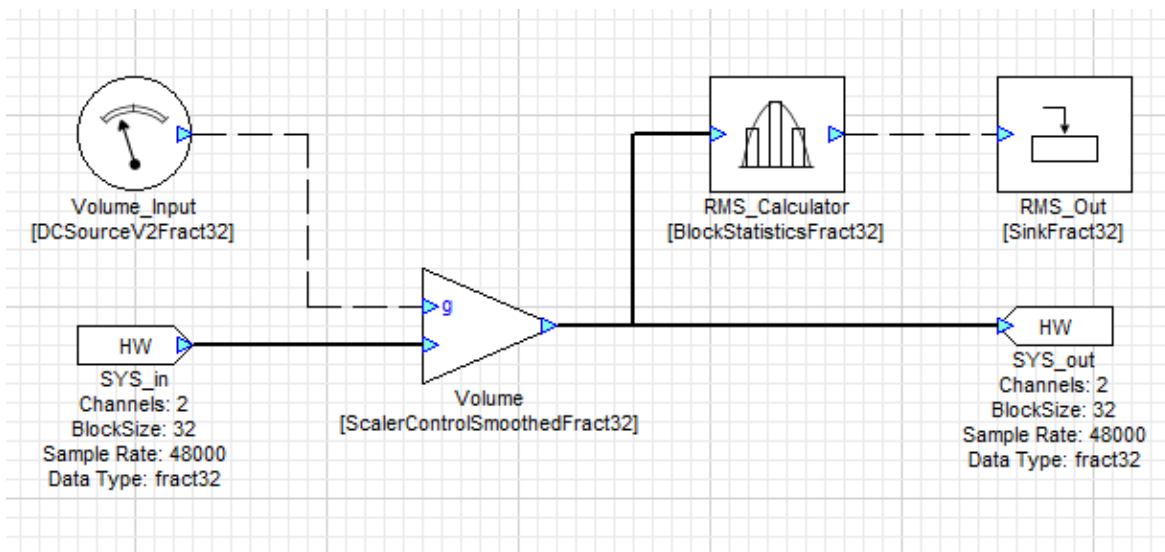 Volume_Input
[DCSourceV2Fract32]
RMS_Calculator
[BlockStatisticsFract32]
RMS_Out
[SinkFract32]
g
HW
SYS_in
Channels: 2
BlockSize: 32
Sample Rate: 48000
Data Type: fract32
Volume
[ScalerControlSmoothedFract32]
HW
SYS_out
Channels: 2
BlockSize: 32
Sample Rate: 48000
Data Type: fract32